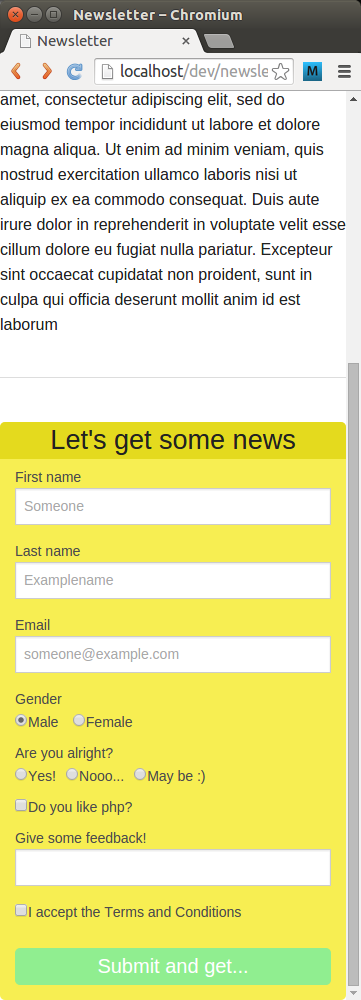 Newsletter – Chromium
Newsletter
localhost/dev/newsle
M
amet, consectetur adipiscing elit, sed do
eiusmod tempor incididunt ut labore et dolore
magna aliqua. Ut enim ad minim veniam, quis
nostrud exercitation ullamco laboris nisi ut
aliquip ex ea commodo consequat. Duis aute
irure dolor in reprehenderit in voluptate velit esse
cillum dolore eu fugiat nulla pariatur. Excepteur
sint occaecat cupidatat non proident, sunt in
culpa qui officia deserunt mollit anim id est
laborum
Let's get some news
First name
Someone
Last name
Examplename
Email
someone@example.com
Gender
Male Female
Are you alright?
Yes! Nooo... May be :)
Do you like php?
Give some feedback!
I accept the Terms and Conditions
Submit and get...